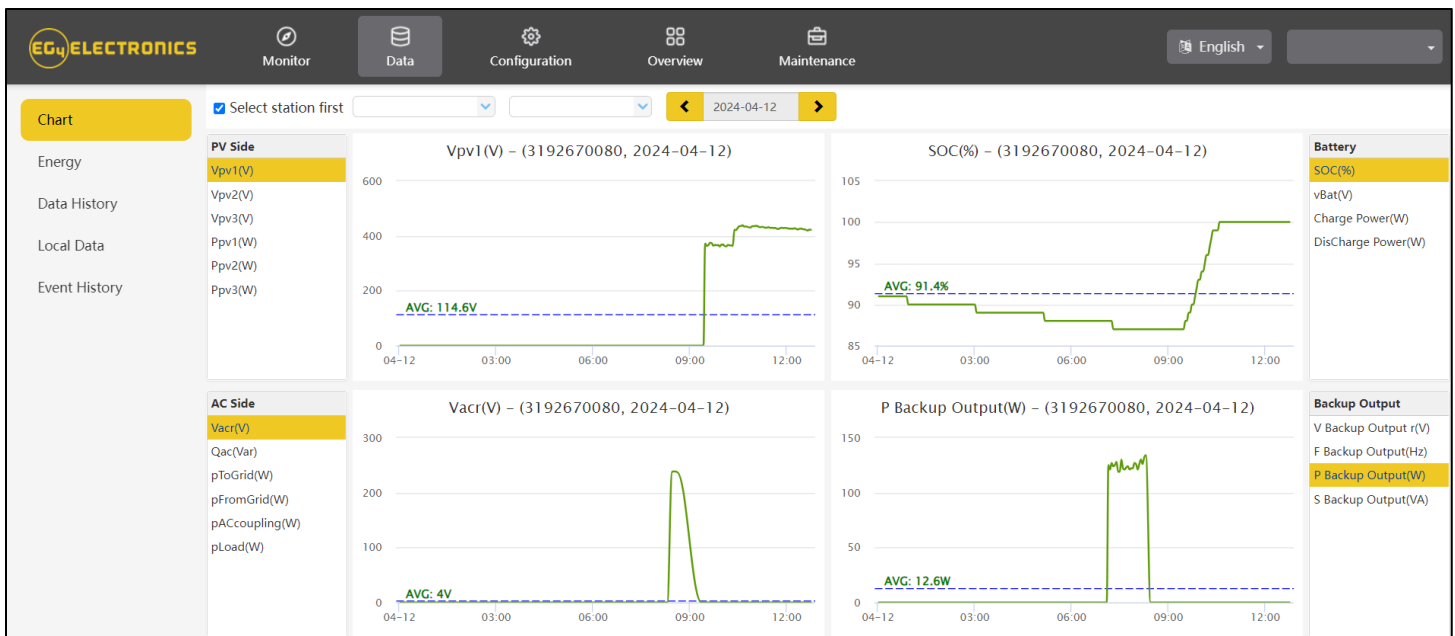 EG4 ELECTRONICS
Monitor
Data
Configuration
Overview
Maintenance
English
Chart
Energy
Data History
Local Data
Event History
Select station first
2024-04-12
PV Side
Vpv1(V)
Vpv2(V)
Vpv3(V)
Ppv1(W)
Ppv2(W)
Ppv3(W)
Vpv1(V) – (3192670080, 2024-04-12)
600
400
200
0
AVG: 114.6V
04-12 03:00 06:00 09:00 12:00
SOC(%) – (3192670080, 2024-04-12)
105
100
95
90
85
AVG: 91.4%
04-12 03:00 06:00 09:00 12:00
Battery
SOC(%)
vBat(V)
Charge Power(W)
DisCharge Power(W)
AC Side
Vacr(V)
Qac(Var)
pToGrid(W)
pFromGrid(W)
pACcoupling(W)
pLoad(W)
Vacr(V) – (3192670080, 2024-04-12)
300
200
100
0
AVG: 4V
04-12 03:00 06:00 09:00 12:00
P Backup Output(W) – (3192670080, 2024-04-12)
150
100
50
0
AVG: 12.6W
04-12 03:00 06:00 09:00 12:00
Backup Output
V Backup Output r(V)
F Backup Output(Hz)
P Backup Output(W)
S Backup Output(VA)